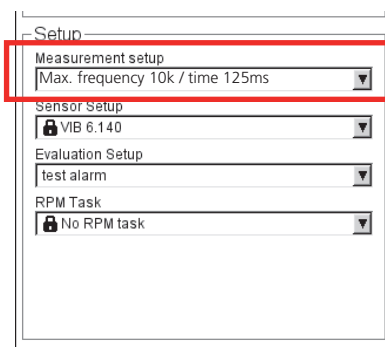 Setup
Measurement setup
Max. frequency 10k / time 125ms
Sensor Setup
VIB 6.140
Evaluation Setup
test alarm
RPM Task
No RPM task